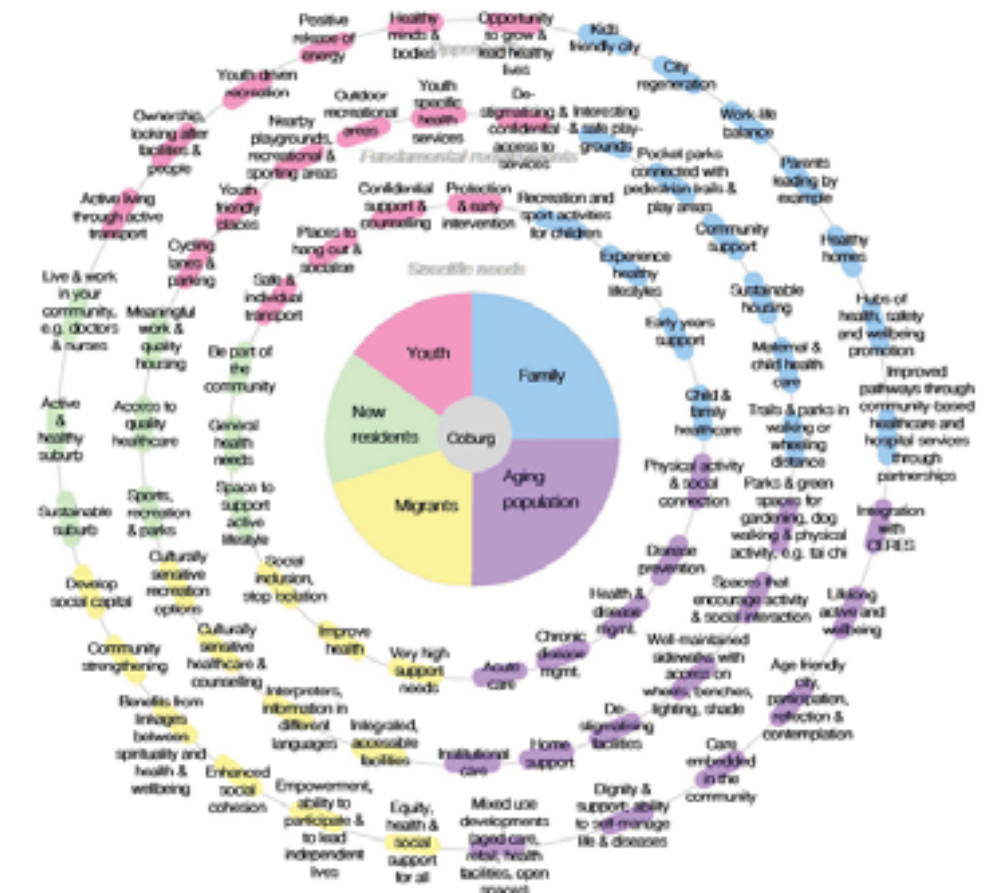 Positive
release of
energy
Healthy
minds &
bodies
Opportunity
to grow &
lead healthy
lives
Kids
friendly city
City
regeneration
Work-life
balance
Parents
leading by
example
Healthy
homes
Hubs of
health, safety
and wellbeing
promotion
Improved
pathways through
community-based
healthcare and
hospital services
through
partnerships
Integration
with
CERES
Lifelong
active and
wellbeing
Age friendly
city,
participation,
reflection &
contemplation
Care
embedded
in the
community
Dignity &
support; ability
to self-manage
life & diseases
Mixed use
developments
(aged care,
retail, health
facilities, open
spaces)
Equity,
health &
social
support
for all
Empowerment,
ability to
participate &
to lead
independent
lives
Enhanced
social
cohesion
Benefits from
linkages
between
spirituality and
health &
wellbeing
Community
strengthening
Develop
social capital
Sustainable
suburb
Active
&
healthy
suburb
Live & work
in your
community,
e.g. doctors
& nurses
Active living
through active
transport
Ownership,
looking after
facilities &
people
Youth driven
recreation
Fundamental requirements
Outdoor
recreational
areas
Youth
specific
health
services
De-
stigmatising &
confidential
access to
services
Interesting
& safe play-
grounds
Pocket parks
connected with
pedestrian trails &
play areas
Community
support
Sustainable
housing
Maternal &
child health
care
Trails & parks in
walking or
wheeling
distance
Parks & green
spaces for
gardening, dog
walking & physical
activity, e.g. tai chi
Spaces that
encourage activity
& social interaction
Well-maintained
sidewalks with
access on
wheels, benches,
lighting, shade
De-
stigmatising
facilities
Home
support
Institutional
care
Integrated,
accessible
facilities
Interpreters,
information in
different
languages
Culturally
sensitive
healthcare &
counselling
Culturally
sensitive
recreation
options
Sports,
recreation
& parks
Access to
quality
healthcare
Meaningful
work &
quality
housing
Cycling
lanes &
parking
Youth
friendly
places
Nearby
playgrounds,
recreational &
sporting areas
Specific needs
Confidential
support &
counselling
Protection
& early
intervention
Recreation and
sport activities
for children
Experience
healthy
lifestyles
Early years
support
Child &
family
healthcare
Physical activity
& social
connection
Disease
prevention
Health &
disease
mgmt.
Chronic
disease
mgmt.
Acute
care
Very high
support
needs
Improve
health
Social
inclusion,
stop isolation
Space to
support
active
lifestyle
General
health
needs
Be part of
the
community
Safe &
individual
transport
Places to
hang out &
socialise
Youth
Family
New
residents
Coburg
Aging
population
Migrants